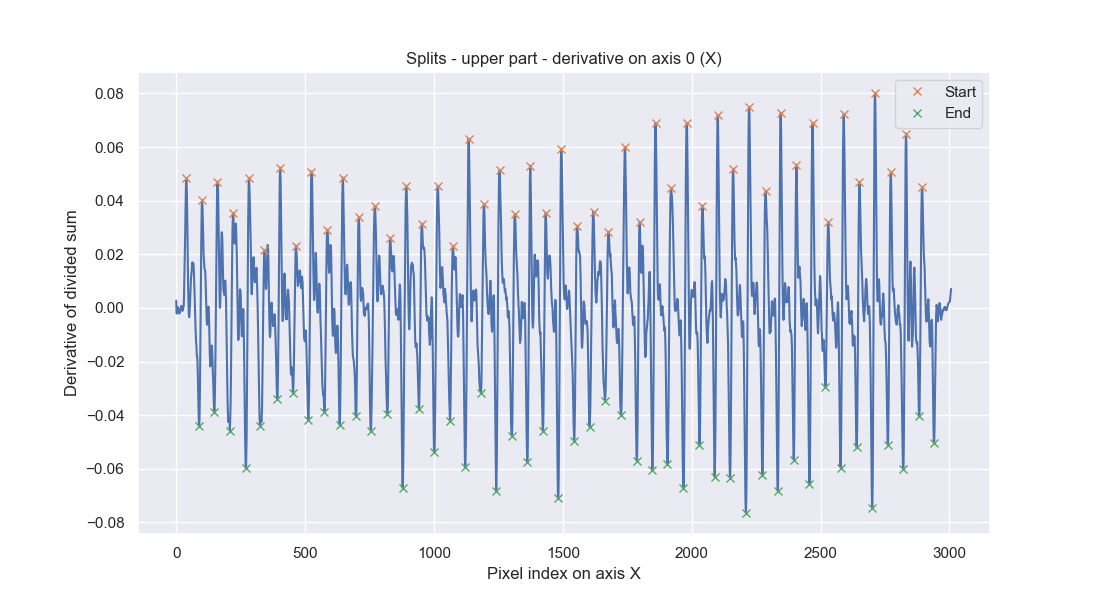 Splits - upper part - derivative on axis 0 (X)
Derivative of divided sum
0.08
0.06
0.04
0.02
0.00
−0.02
−0.04
−0.06
−0.08
Start
End
0 500 1000 1500 2000 2500 3000
Pixel index on axis X